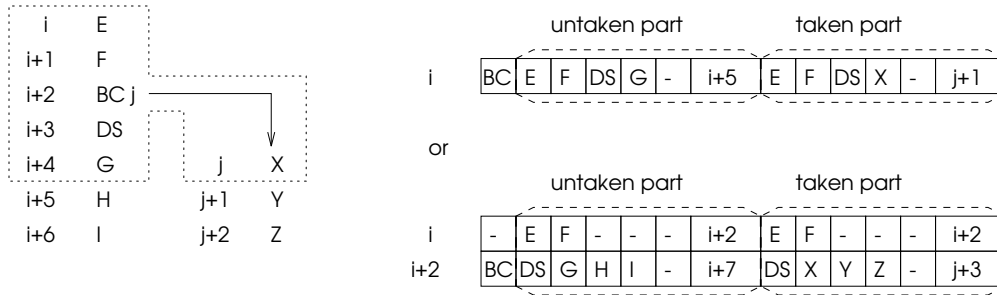 i E
i+1 F
i+2 BC j
i+3 DS
i+4 G j X
i+5 H j+1 Y
i+6 I j+2 Z
untaken part taken part
i BC E F DS G - i+5 E F DS X - j+1
or
untaken part taken part
i - E F - - - i+2 E F - - - i+2
i+2 BC DS G H I - i+7 DS X Y Z - j+3